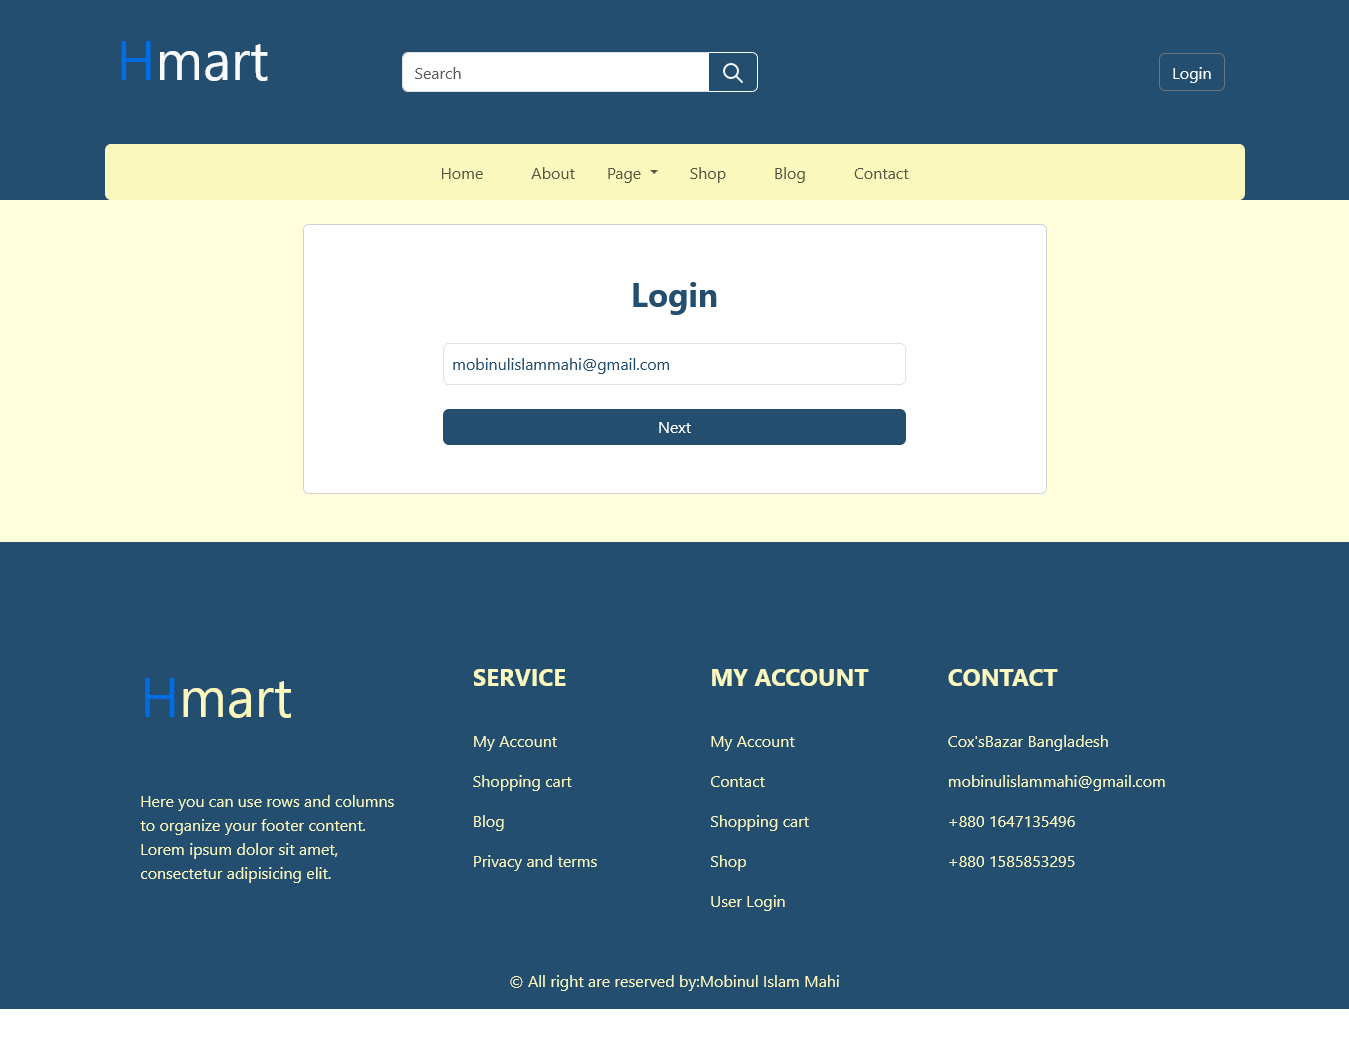 Hmart
Search
Login
Home About Page Shop Blog Contact
Login
mobinulislammahi@gmail.com
Next
Hmart
Here you can use rows and columns
to organize your footer content.
Lorem ipsum dolor sit amet,
consectetur adipisicing elit.
SERVICE
My Account
Shopping cart
Blog
Privacy and terms
MY ACCOUNT
My Account
Contact
Shopping cart
Shop
User Login
CONTACT
Cox'sBazar Bangladesh
mobinulislammahi@gmail.com
+880 1647135496
+880 1585853295
© All right are reserved by:Mobinul Islam Mahi